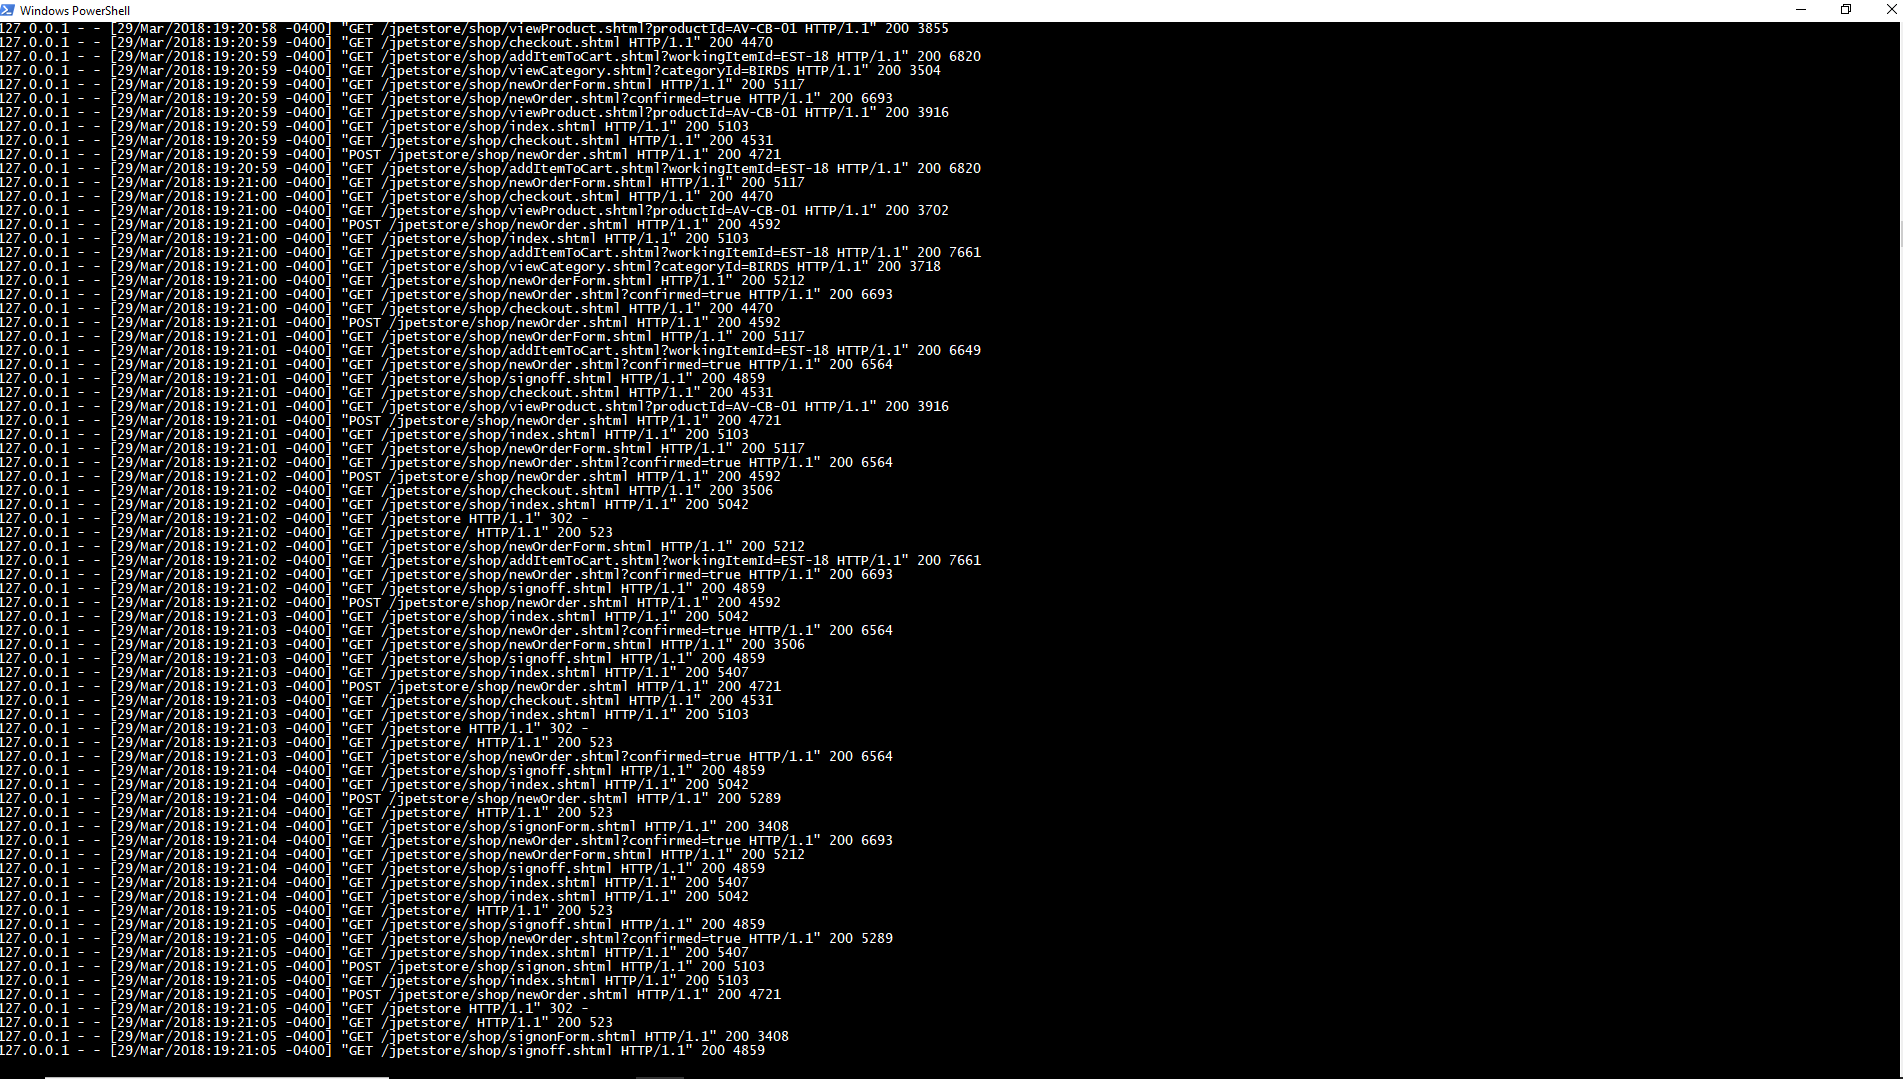 Windows PowerShell
127.0.0.1 - - [29/Mar/2018:19:20:58 -0400] "GET /jpetstore/shop/viewProduct.shtml?productId=AV-CB-01 HTTP/1.1" 200 3855
127.0.0.1 - - [29/Mar/2018:19:20:59 -0400] "GET /jpetstore/shop/checkout.shtml HTTP/1.1" 200 4470
127.0.0.1 - - [29/Mar/2018:19:20:59 -0400] "GET /jpetstore/shop/addItemToCart.shtml?workingItemId=EST-18 HTTP/1.1" 200 6820
127.0.0.1 - - [29/Mar/2018:19:20:59 -0400] "GET /jpetstore/shop/viewCategory.shtml?categoryId=BIRDS HTTP/1.1" 200 3504
127.0.0.1 - - [29/Mar/2018:19:20:59 -0400] "GET /jpetstore/shop/newOrderForm.shtml HTTP/1.1" 200 5117
127.0.0.1 - - [29/Mar/2018:19:20:59 -0400] "GET /jpetstore/shop/newOrder.shtml?confirmed=true HTTP/1.1" 200 6693
127.0.0.1 - - [29/Mar/2018:19:20:59 -0400] "GET /jpetstore/shop/viewProduct.shtml?productId=AV-CB-01 HTTP/1.1" 200 3916
127.0.0.1 - - [29/Mar/2018:19:20:59 -0400] "GET /jpetstore/shop/index.shtml HTTP/1.1" 200 5103
127.0.0.1 - - [29/Mar/2018:19:20:59 -0400] "GET /jpetstore/shop/checkout.shtml HTTP/1.1" 200 4531
127.0.0.1 - - [29/Mar/2018:19:20:59 -0400] "POST /jpetstore/shop/newOrder.shtml HTTP/1.1" 200 4721
127.0.0.1 - - [29/Mar/2018:19:20:59 -0400] "GET /jpetstore/shop/addItemToCart.shtml?workingItemId=EST-18 HTTP/1.1" 200 6820
127.0.0.1 - - [29/Mar/2018:19:21:00 -0400] "GET /jpetstore/shop/newOrderForm.shtml HTTP/1.1" 200 5117
127.0.0.1 - - [29/Mar/2018:19:21:00 -0400] "GET /jpetstore/shop/checkout.shtml HTTP/1.1" 200 4470
127.0.0.1 - - [29/Mar/2018:19:21:00 -0400] "GET /jpetstore/shop/viewProduct.shtml?productId=AV-CB-01 HTTP/1.1" 200 3702
127.0.0.1 - - [29/Mar/2018:19:21:00 -0400] "POST /jpetstore/shop/newOrder.shtml HTTP/1.1" 200 4592
127.0.0.1 - - [29/Mar/2018:19:21:00 -0400] "GET /jpetstore/shop/index.shtml HTTP/1.1" 200 5103
127.0.0.1 - - [29/Mar/2018:19:21:00 -0400] "GET /jpetstore/shop/addItemToCart.shtml?workingItemId=EST-18 HTTP/1.1" 200 7661
127.0.0.1 - - [29/Mar/2018:19:21:00 -0400] "GET /jpetstore/shop/viewCategory.shtml?categoryId=BIRDS HTTP/1.1" 200 3718
127.0.0.1 - - [29/Mar/2018:19:21:00 -0400] "GET /jpetstore/shop/newOrderForm.shtml HTTP/1.1" 200 5212
127.0.0.1 - - [29/Mar/2018:19:21:00 -0400] "GET /jpetstore/shop/newOrder.shtml?confirmed=true HTTP/1.1" 200 6693
127.0.0.1 - - [29/Mar/2018:19:21:00 -0400] "GET /jpetstore/shop/checkout.shtml HTTP/1.1" 200 4470
127.0.0.1 - - [29/Mar/2018:19:21:01 -0400] "POST /jpetstore/shop/newOrder.shtml HTTP/1.1" 200 4592
127.0.0.1 - - [29/Mar/2018:19:21:01 -0400] "GET /jpetstore/shop/newOrderForm.shtml HTTP/1.1" 200 5117
127.0.0.1 - - [29/Mar/2018:19:21:01 -0400] "GET /jpetstore/shop/addItemToCart.shtml?workingItemId=EST-18 HTTP/1.1" 200 6649
127.0.0.1 - - [29/Mar/2018:19:21:01 -0400] "GET /jpetstore/shop/newOrder.shtml?confirmed=true HTTP/1.1" 200 6564
127.0.0.1 - - [29/Mar/2018:19:21:01 -0400] "GET /jpetstore/shop/signoff.shtml HTTP/1.1" 200 4859
127.0.0.1 - - [29/Mar/2018:19:21:01 -0400] "GET /jpetstore/shop/checkout.shtml HTTP/1.1" 200 4531
127.0.0.1 - - [29/Mar/2018:19:21:01 -0400] "GET /jpetstore/shop/viewProduct.shtml?productId=AV-CB-01 HTTP/1.1" 200 3916
127.0.0.1 - - [29/Mar/2018:19:21:01 -0400] "POST /jpetstore/shop/newOrder.shtml HTTP/1.1" 200 4721
127.0.0.1 - - [29/Mar/2018:19:21:01 -0400] "GET /jpetstore/shop/index.shtml HTTP/1.1" 200 5103
127.0.0.1 - - [29/Mar/2018:19:21:01 -0400] "GET /jpetstore/shop/newOrderForm.shtml HTTP/1.1" 200 5117
127.0.0.1 - - [29/Mar/2018:19:21:02 -0400] "GET /jpetstore/shop/newOrder.shtml?confirmed=true HTTP/1.1" 200 6564
127.0.0.1 - - [29/Mar/2018:19:21:02 -0400] "POST /jpetstore/shop/newOrder.shtml HTTP/1.1" 200 4592
127.0.0.1 - - [29/Mar/2018:19:21:02 -0400] "GET /jpetstore/shop/checkout.shtml HTTP/1.1" 200 3506
127.0.0.1 - - [29/Mar/2018:19:21:02 -0400] "GET /jpetstore/shop/index.shtml HTTP/1.1" 200 5042
127.0.0.1 - - [29/Mar/2018:19:21:02 -0400] "GET /jpetstore HTTP/1.1" 302 -
127.0.0.1 - - [29/Mar/2018:19:21:02 -0400] "GET /jpetstore/ HTTP/1.1" 200 523
127.0.0.1 - - [29/Mar/2018:19:21:02 -0400] "GET /jpetstore/shop/newOrderForm.shtml HTTP/1.1" 200 5212
127.0.0.1 - - [29/Mar/2018:19:21:02 -0400] "GET /jpetstore/shop/addItemToCart.shtml?workingItemId=EST-18 HTTP/1.1" 200 7661
127.0.0.1 - - [29/Mar/2018:19:21:02 -0400] "GET /jpetstore/shop/newOrder.shtml?confirmed=true HTTP/1.1" 200 6693
127.0.0.1 - - [29/Mar/2018:19:21:02 -0400] "GET /jpetstore/shop/signoff.shtml HTTP/1.1" 200 4859
127.0.0.1 - - [29/Mar/2018:19:21:02 -0400] "POST /jpetstore/shop/newOrder.shtml HTTP/1.1" 200 4592
127.0.0.1 - - [29/Mar/2018:19:21:03 -0400] "GET /jpetstore/shop/index.shtml HTTP/1.1" 200 5042
127.0.0.1 - - [29/Mar/2018:19:21:03 -0400] "GET /jpetstore/shop/newOrder.shtml?confirmed=true HTTP/1.1" 200 6564
127.0.0.1 - - [29/Mar/2018:19:21:03 -0400] "GET /jpetstore/shop/newOrderForm.shtml HTTP/1.1" 200 3506
127.0.0.1 - - [29/Mar/2018:19:21:03 -0400] "GET /jpetstore/shop/signoff.shtml HTTP/1.1" 200 4859
127.0.0.1 - - [29/Mar/2018:19:21:03 -0400] "GET /jpetstore/shop/index.shtml HTTP/1.1" 200 5407
127.0.0.1 - - [29/Mar/2018:19:21:03 -0400] "POST /jpetstore/shop/newOrder.shtml HTTP/1.1" 200 4721
127.0.0.1 - - [29/Mar/2018:19:21:03 -0400] "GET /jpetstore/shop/checkout.shtml HTTP/1.1" 200 4531
127.0.0.1 - - [29/Mar/2018:19:21:03 -0400] "GET /jpetstore/shop/index.shtml HTTP/1.1" 200 5103
127.0.0.1 - - [29/Mar/2018:19:21:03 -0400] "GET /jpetstore HTTP/1.1" 302 -
127.0.0.1 - - [29/Mar/2018:19:21:03 -0400] "GET /jpetstore/ HTTP/1.1" 200 523
127.0.0.1 - - [29/Mar/2018:19:21:03 -0400] "GET /jpetstore/shop/newOrder.shtml?confirmed=true HTTP/1.1" 200 6564
127.0.0.1 - - [29/Mar/2018:19:21:04 -0400] "GET /jpetstore/shop/signoff.shtml HTTP/1.1" 200 4859
127.0.0.1 - - [29/Mar/2018:19:21:04 -0400] "GET /jpetstore/shop/index.shtml HTTP/1.1" 200 5042
127.0.0.1 - - [29/Mar/2018:19:21:04 -0400] "POST /jpetstore/shop/newOrder.shtml HTTP/1.1" 200 5289
127.0.0.1 - - [29/Mar/2018:19:21:04 -0400] "GET /jpetstore/ HTTP/1.1" 200 523
127.0.0.1 - - [29/Mar/2018:19:21:04 -0400] "GET /jpetstore/shop/signonForm.shtml HTTP/1.1" 200 3408
127.0.0.1 - - [29/Mar/2018:19:21:04 -0400] "GET /jpetstore/shop/newOrder.shtml?confirmed=true HTTP/1.1" 200 6693
127.0.0.1 - - [29/Mar/2018:19:21:04 -0400] "GET /jpetstore/shop/newOrderForm.shtml HTTP/1.1" 200 5212
127.0.0.1 - - [29/Mar/2018:19:21:04 -0400] "GET /jpetstore/shop/signoff.shtml HTTP/1.1" 200 4859
127.0.0.1 - - [29/Mar/2018:19:21:04 -0400] "GET /jpetstore/shop/index.shtml HTTP/1.1" 200 5407
127.0.0.1 - - [29/Mar/2018:19:21:04 -0400] "GET /jpetstore/shop/index.shtml HTTP/1.1" 200 5042
127.0.0.1 - - [29/Mar/2018:19:21:05 -0400] "GET /jpetstore/ HTTP/1.1" 200 523
127.0.0.1 - - [29/Mar/2018:19:21:05 -0400] "GET /jpetstore/shop/signoff.shtml HTTP/1.1" 200 4859
127.0.0.1 - - [29/Mar/2018:19:21:05 -0400] "GET /jpetstore/shop/newOrder.shtml?confirmed=true HTTP/1.1" 200 5289
127.0.0.1 - - [29/Mar/2018:19:21:05 -0400] "GET /jpetstore/shop/index.shtml HTTP/1.1" 200 5407
127.0.0.1 - - [29/Mar/2018:19:21:05 -0400] "POST /jpetstore/shop/signon.shtml HTTP/1.1" 200 5103
127.0.0.1 - - [29/Mar/2018:19:21:05 -0400] "GET /jpetstore/shop/index.shtml HTTP/1.1" 200 5103
127.0.0.1 - - [29/Mar/2018:19:21:05 -0400] "POST /jpetstore/shop/newOrder.shtml HTTP/1.1" 200 4721
127.0.0.1 - - [29/Mar/2018:19:21:05 -0400] "GET /jpetstore HTTP/1.1" 302 -
127.0.0.1 - - [29/Mar/2018:19:21:05 -0400] "GET /jpetstore/ HTTP/1.1" 200 523
127.0.0.1 - - [29/Mar/2018:19:21:05 -0400] "GET /jpetstore/shop/signonForm.shtml HTTP/1.1" 200 3408
127.0.0.1 - - [29/Mar/2018:19:21:05 -0400] "GET /jpetstore/shop/signoff.shtml HTTP/1.1" 200 4859